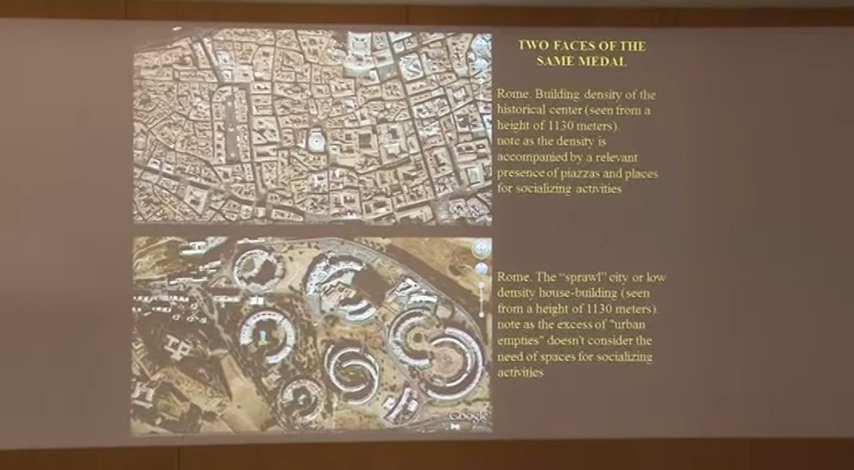 TWO FACES OF THE
SAME MEDAL
Rome. Building density of the
historical center (seen from a
height of 1130 meters).
note as the density is
accompanied by a relevant
presence of piazzas and places
for socializing activities
Rome. The "sprawl" city or low
density house-building (seen
from a height of 1130 meters).
note as the excess of "urban
empties" doesn't consider the
need of spaces for socializing
activities
Google